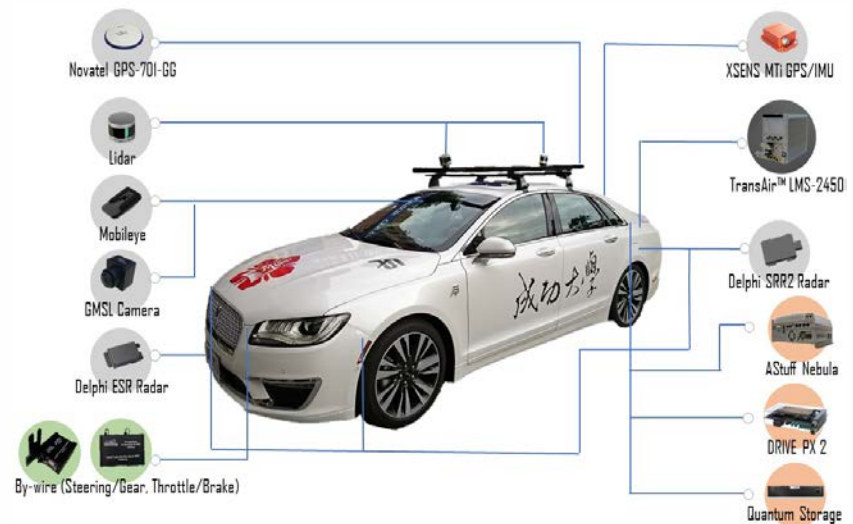 Novatel GPS-701-GG
XSENS MTi GPS/IMU
Lidar
TransAir™ LMS-2450
Mobileye
GMSL Camera
Delphi SRR2 Radar
成功大學
Delphi ESR Radar
AStuff Nebula
DRIVE PX 2
By-wire (Steering/Gear, Throttle/Brake)
Quantum Storage